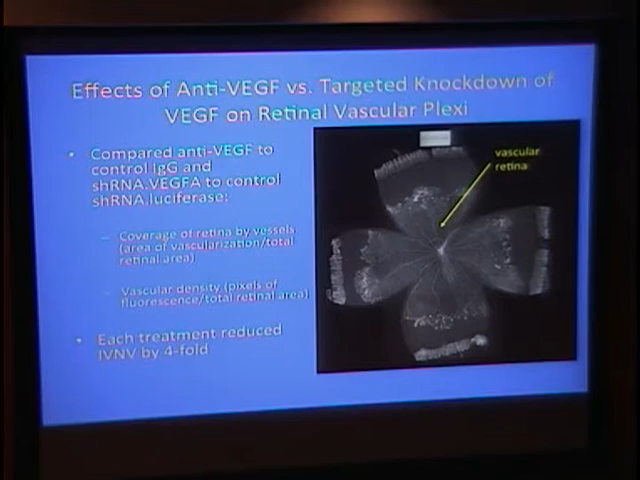 Effects of Anti-VEGF vs. Targeted Knockdown of
VEGF on Retinal Vascular Plexi
• Compared anti-VEGF to
control IgG and
shRNA.VEGFA to control
shRNA.luciferase:
– Coverage of retina by vessels
(area of vascularization/total
retinal area)
– Vascular density (pixels of
fluorescence/total retinal area)
• Each treatment reduced
IVNV by 4-fold
vascular
retina